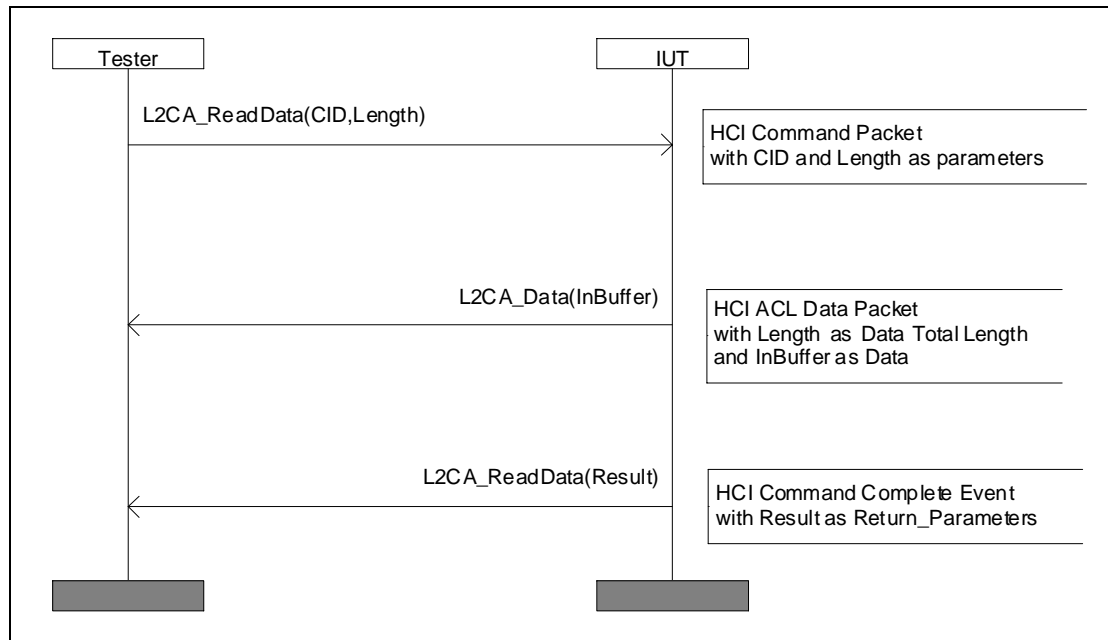 Tester
IUT
L2CA_ReadData(CID,Length)
HCI Command Packet
with CID and Length as parameters
L2CA_Data(InBuffer)
HCI ACL Data Packet
with Length as Data Total Length
and InBuffer as Data
L2CA_ReadData(Result)
HCI Command Complete Event
with Result as Return_Parameters